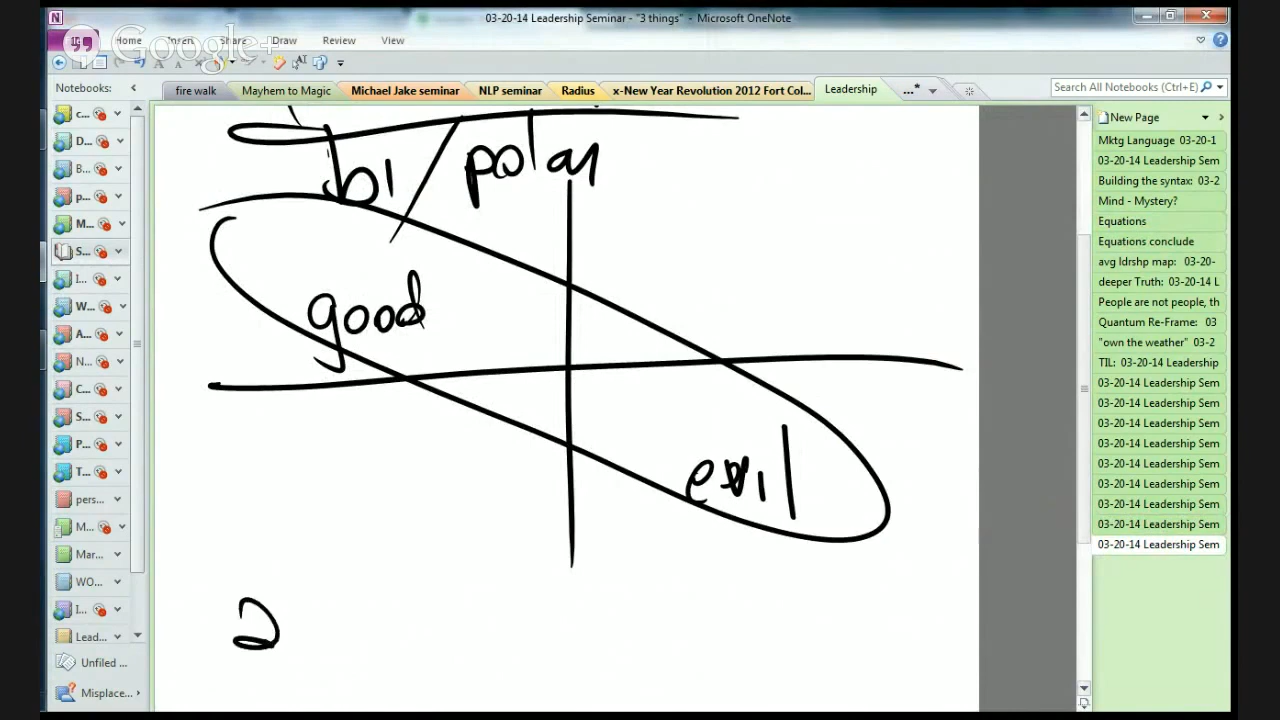 03-20-14 Leadership Seminar - "3 things" - Microsoft OneNote
Google+
Home Insert Share Draw Review View
fire walk Mayhem to Magic Michael Jake seminar NLP seminar Radius x-New Year Revolution 2012 Fort Col... Leadership ...*
Search All Notebooks (Ctrl+E)
Notebooks:
c...
D...
B...
p...
M...
S...
I...
W...
A...
N...
C...
S...
P...
T...
pers
M...
Mar...
WO...
I...
Lead...
Unfiled ...
Misplace...
bi/polar
good
evil
2
New Page
Mktg Language 03-20-1
03-20-14 Leadership Sem
Building the syntax: 03-2
Mind - Mystery?
Equations
Equations conclude
avg ldrshp map: 03-20-
deeper Truth: 03-20-14 L
People are not people, th
Quantum Re-Frame: 03
"own the weather" 03-2
TIL: 03-20-14 Leadership
03-20-14 Leadership Sem
03-20-14 Leadership Sem
03-20-14 Leadership Sem
03-20-14 Leadership Sem
03-20-14 Leadership Sem
03-20-14 Leadership Sem
03-20-14 Leadership Sem
03-20-14 Leadership Sem
03-20-14 Leadership Sem